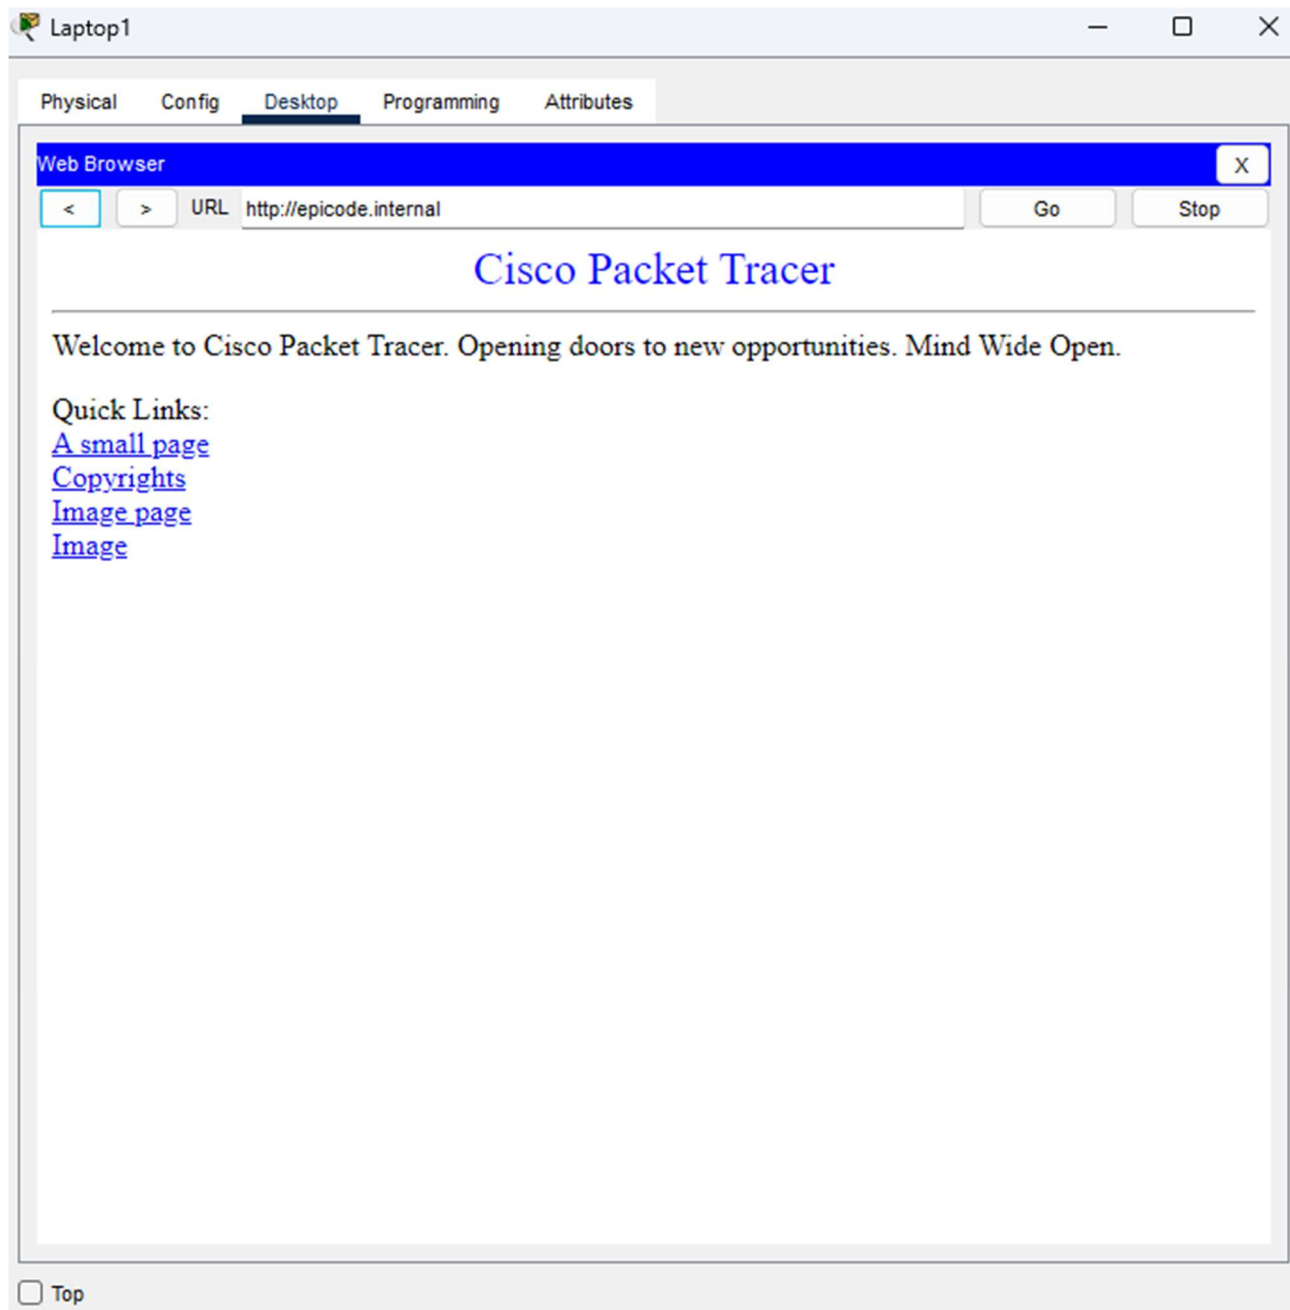 Laptop1
Physical Config Desktop Programming Attributes
Web Browser X
< > URL http://epicode.internal Go Stop
Cisco Packet Tracer
Welcome to Cisco Packet Tracer. Opening doors to new opportunities. Mind Wide Open.
Quick Links:
A small page
Copyrights
Image page
Image
Top